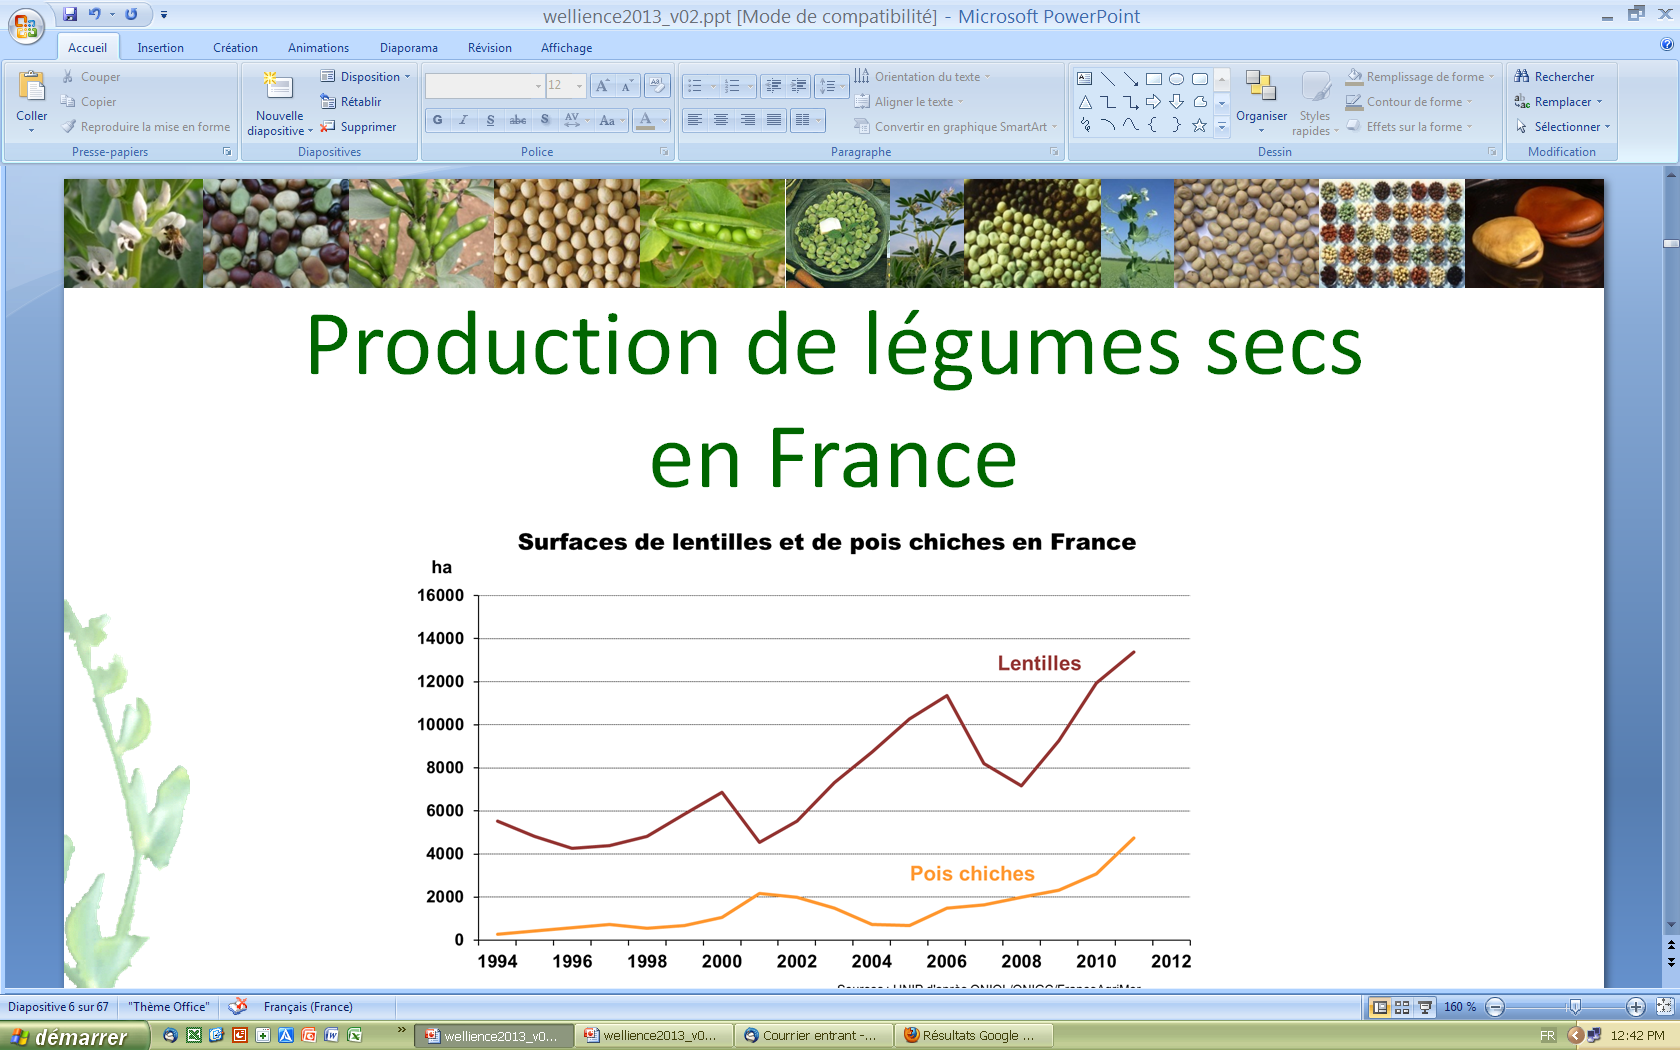 wellience2013_v02.ppt [Mode de compatibilité] - Microsoft PowerPoint
Accueil Insertion Création Animations Diaporama Révision Affichage
Coller
Couper
Copier
Reproduire la mise en forme
Presse-papiers
Nouvelle diapositive
Disposition
Rétablir
Supprimer
Diapositives
12
G I S abc S AV Aa A
Police
Orientation du texte
Aligner le texte
Convertir en graphique SmartArt
Paragraphe
Organiser
Styles rapides
Remplissage de forme
Contour de forme
Effets sur la forme
Dessin
Rechercher
Remplacer
Sélectionner
Modification
Production de légumes secs
en France
Surfaces de lentilles et de pois chiches en France
ha
16000
14000
12000
10000
8000
6000
4000
2000
0
Lentilles
Pois chiches
1994 1996 1998 2000 2002 2004 2006 2008 2010 2012
Diapositive 6 sur 67 "Thème Office" Français (France) 160 %
démarrer wellience2013_v0... wellience2013_v0... Courrier entrant -... Résultats Google ... FR 12:42 PM